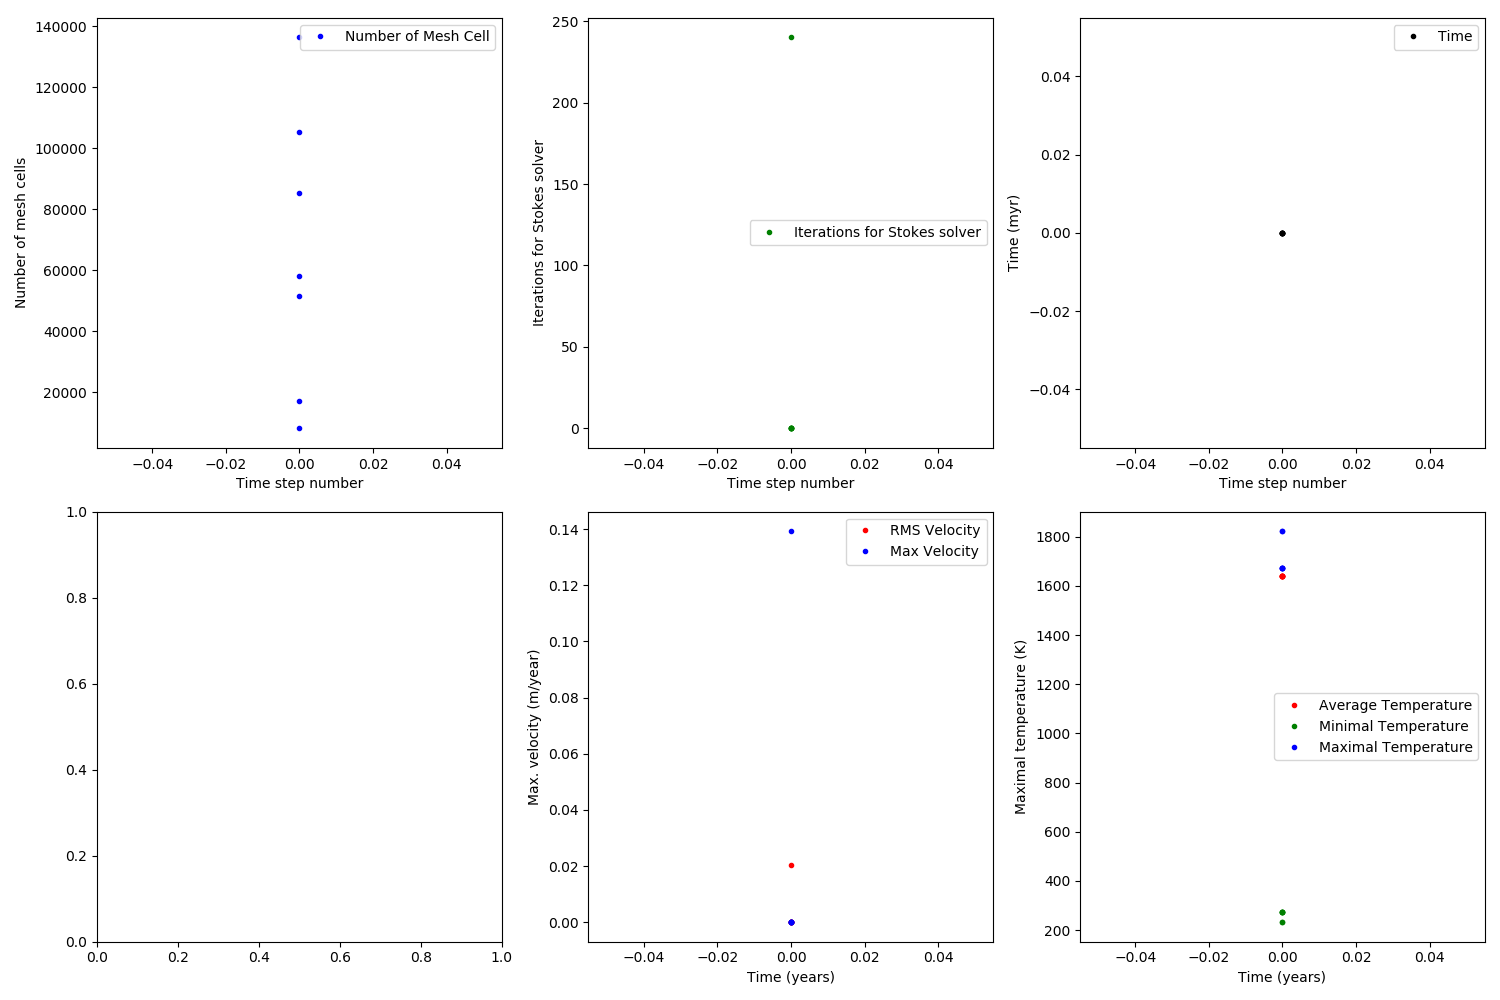 140000
120000
100000
80000
60000
40000
20000
Number of mesh cells
Number of Mesh Cell
−0.04 −0.02 0.00 0.02 0.04
Time step number
250
200
150
100
50
0
Iterations for Stokes solver
Iterations for Stokes solver
−0.04 −0.02 0.00 0.02 0.04
Time step number
0.04
0.02
0.00
−0.02
−0.04
Time (myr)
Time
−0.04 −0.02 0.00 0.02 0.04
Time step number
1.0
0.8
0.6
0.4
0.2
0.0
0.0 0.2 0.4 0.6 0.8 1.0
0.14
0.12
0.10
0.08
0.06
0.04
0.02
0.00
Max. velocity (m/year)
RMS Velocity
Max Velocity
−0.04 −0.02 0.00 0.02 0.04
Time (years)
1800
1600
1400
1200
1000
800
600
400
200
Maximal temperature (K)
Average Temperature
Minimal Temperature
Maximal Temperature
−0.04 −0.02 0.00 0.02 0.04
Time (years)